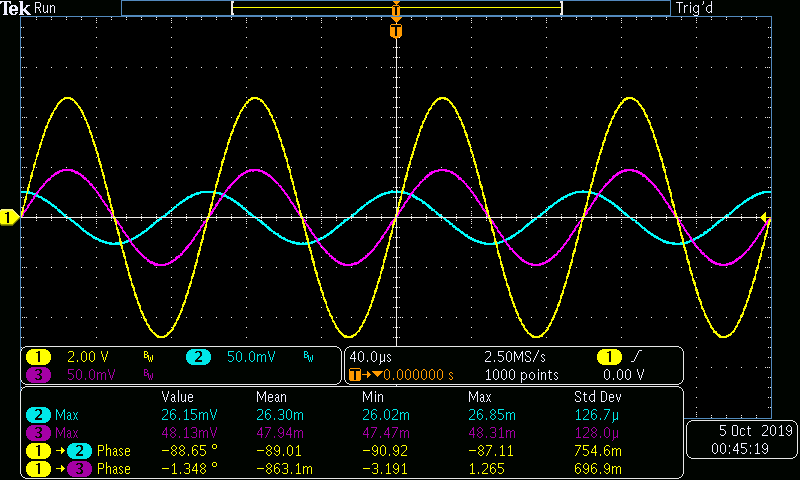 Tek Run Trig'd
T
T
1
1 2.00 V BW 2 50.0mV BW
3 50.0mV BW
40.0µs 2.50MS/s 1 0.00 V
T→▼0.000000 s 1000 points
Value Mean Min Max Std Dev
2 Max 26.15mV 26.30m 26.02m 26.85m 126.7µ
3 Max 48.13mV 47.94m 47.47m 48.31m 128.0µ
1 →2 Phase −88.65 ° −89.01 −90.92 −87.11 754.6m
1 →3 Phase −1.348 ° −863.1m −3.191 1.265 696.9m
5 Oct 2019
00:45:19